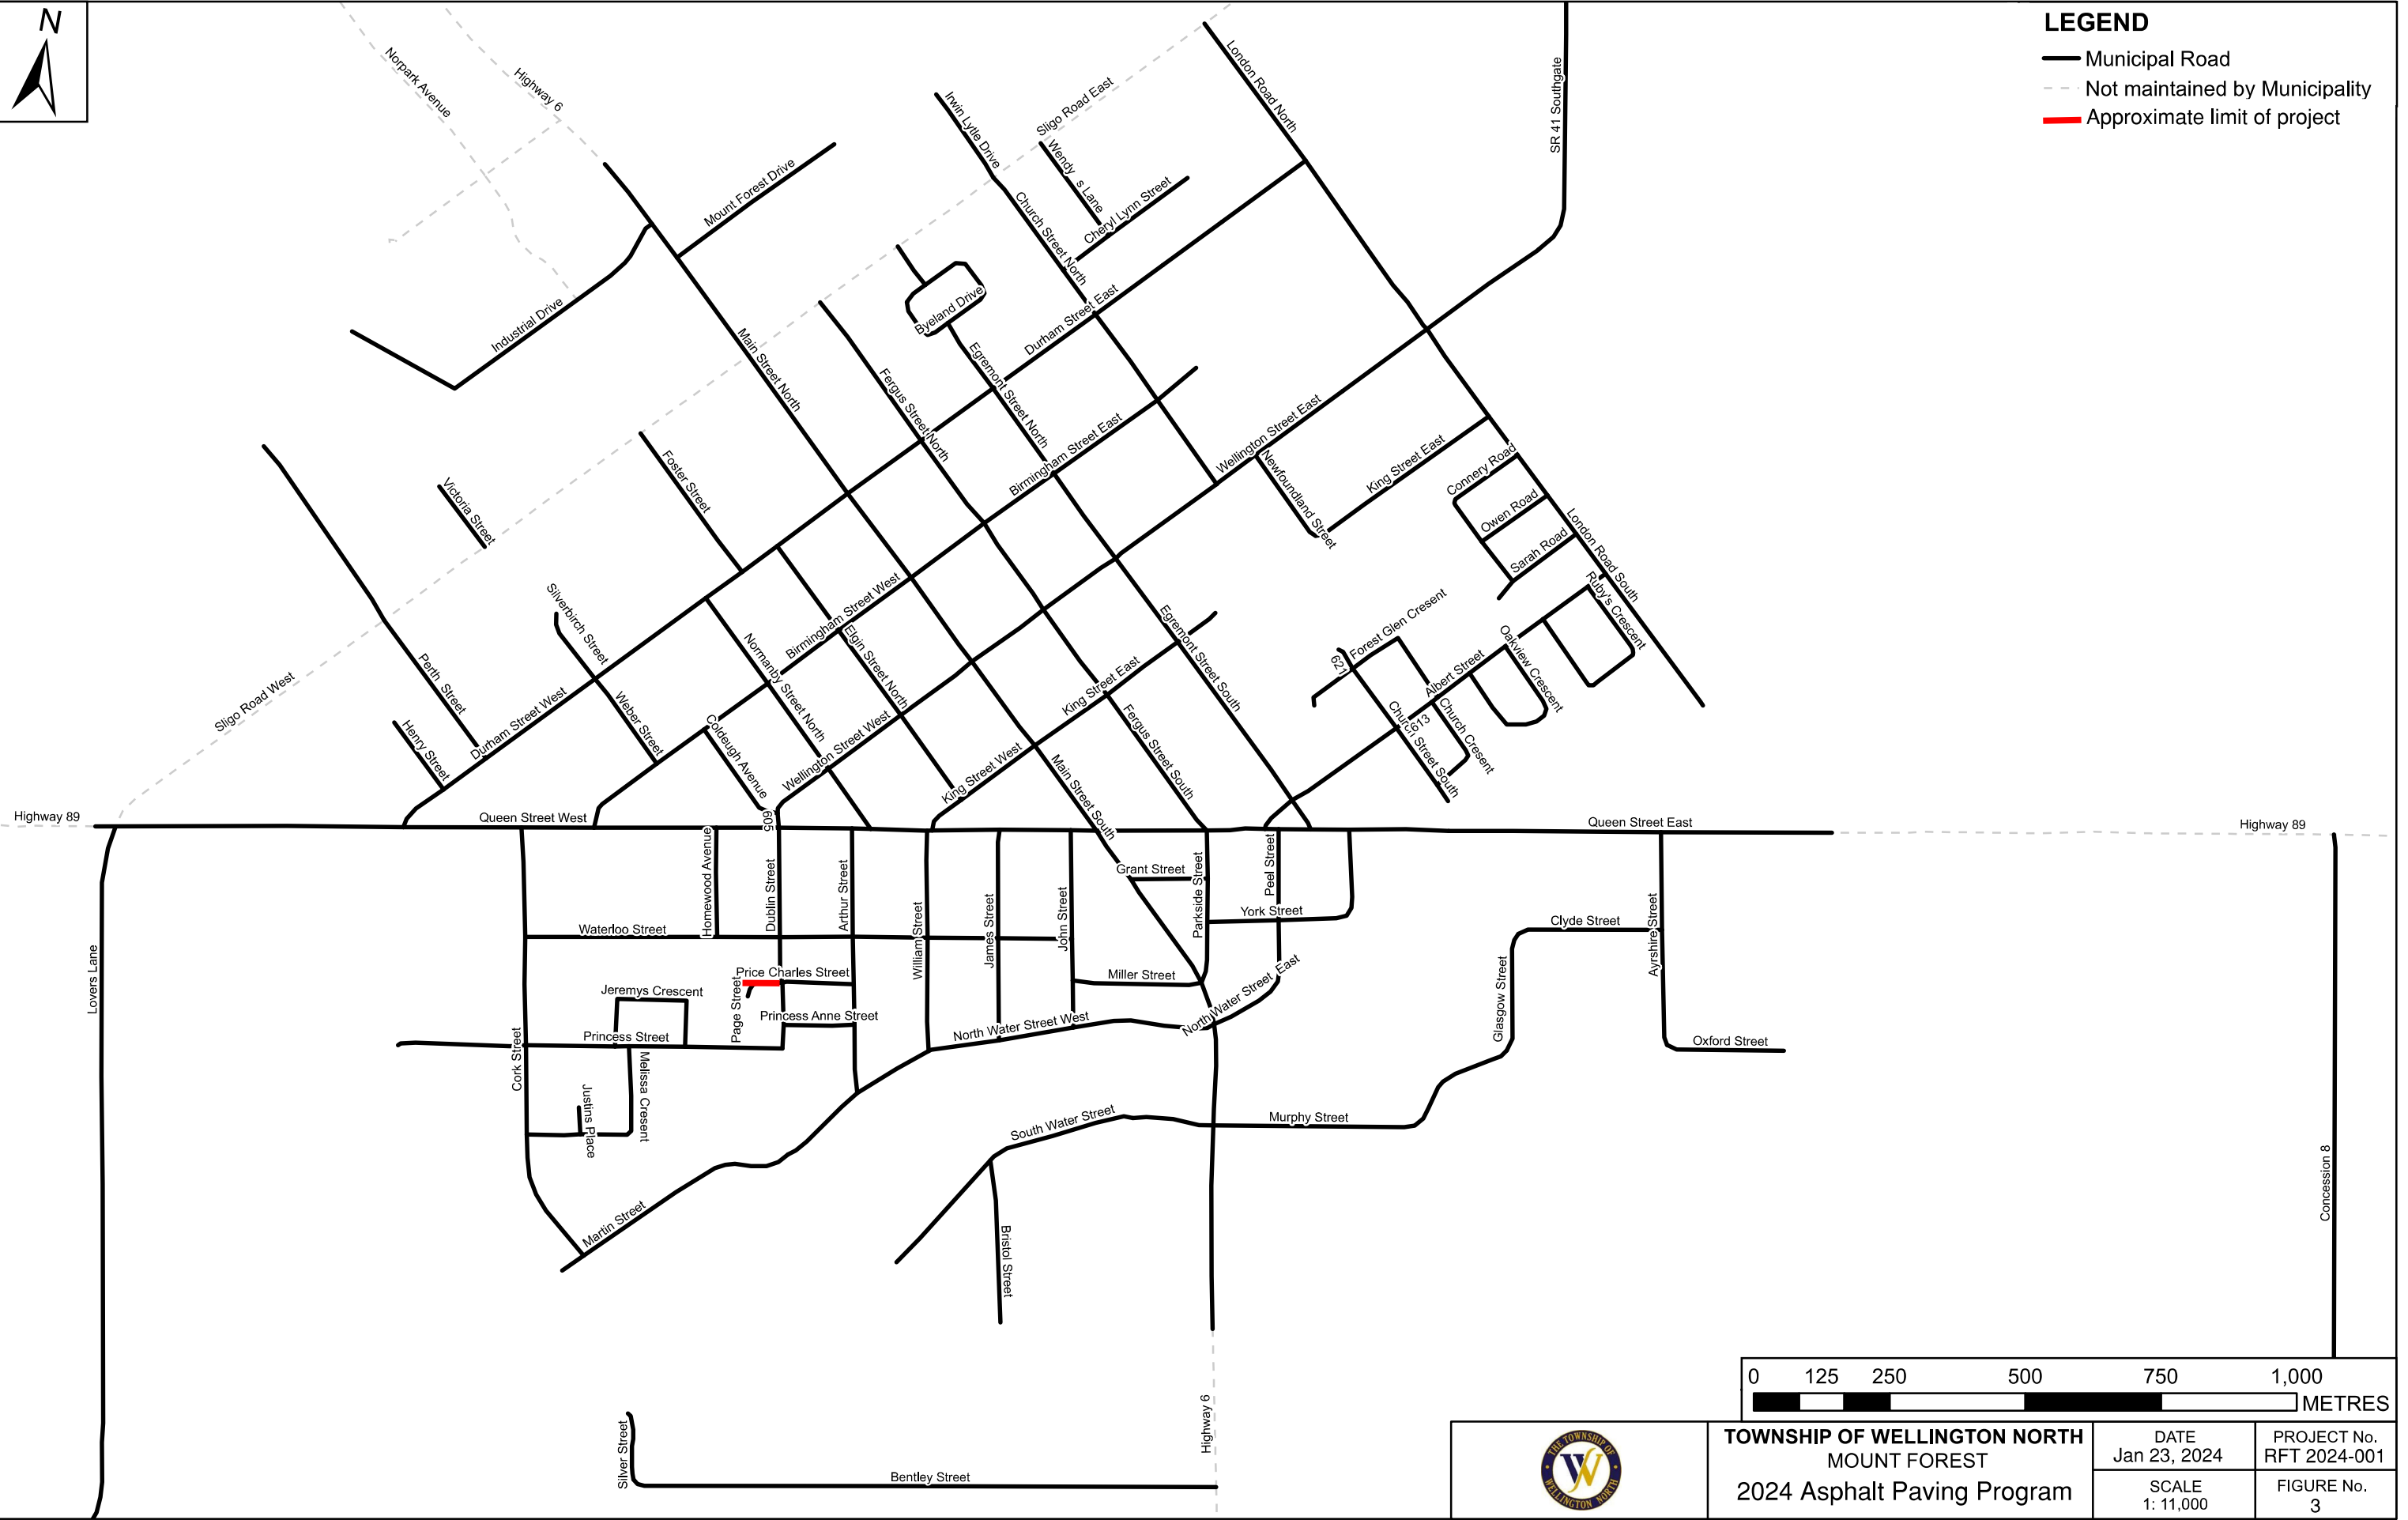 N
LEGEND
Municipal Road
Not maintained by Municipality
Approximate limit of project
Norpark Avenue
Highway 6
Mount Forest Drive
Industrial Drive
Main Street North
Irwin Lytle Drive
Sligo Road East
Wendy s Lane
Cheryl Lynn Street
Church Street North
London Road North
SR 41 Southgate
Byeland Drive
Durham Street East
Fergus Street North
Egremont Street North
Birmingham Street East
Wellington Street East
Newfoundland Street
King Street East
Connery Road
Owen Road
Sarah Road
London Road South
Ruby's Crescent
Foster Street
Victoria Street
Silverbirch Street
Perth Street
Sligo Road West
Henry Street
Durham Street West
Weber Street
Normanby Street North
Birmingham Street West
Elgin Street North
Coldeugh Avenue
Wellington Street West
King Street West
King Street East
Egremont Street South
Fergus Street South
Main Street South
621
Forest Glen Cresent
Oakview Crescent
Albert Street
613
Church Street South
Church Crescent
Highway 89
Queen Street West
605
Queen Street East
Highway 89
Homewood Avenue
Dublin Street
Arthur Street
William Street
James Street
John Street
Grant Street
Parkside Street
Peel Street
York Street
Waterloo Street
Clyde Street
Ayrshire Street
Glasgow Street
Oxford Street
Price Charles Street
Page Street
Jeremys Crescent
Princess Anne Street
Princess Street
Miller Street
North Water Street West
North Water Street East
Lovers Lane
Cork Street
Melissa Cresent
Justins Place
Martin Street
South Water Street
Murphy Street
Bristol Street
Concession 8
Highway 6
Silver Street
Bentley Street
0 125 250 500 750 1,000
METRES
THE TOWNSHIP OF
WELLINGTON NORTH
TOWNSHIP OF WELLINGTON NORTH
MOUNT FOREST
2024 Asphalt Paving Program
DATE
Jan 23, 2024
PROJECT No.
RFT 2024-001
SCALE
1: 11,000
FIGURE No.
3